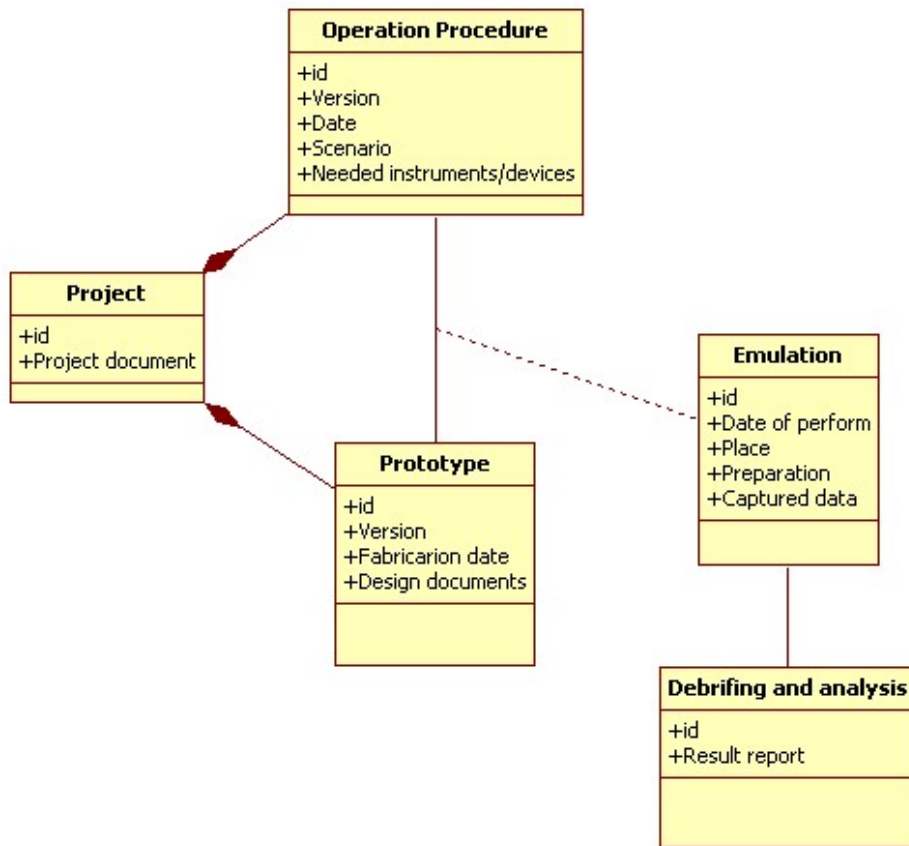 Operation Procedure
+id
+Version
+Date
+Scenario
+Needed instruments/devices
Project
+id
+Project document
Emulation
+id
+Date of perform
+Place
+Preparation
+Captured data
Prototype
+id
+Version
+Fabricarion date
+Design documents
Debrifing and analysis
+id
+Result report